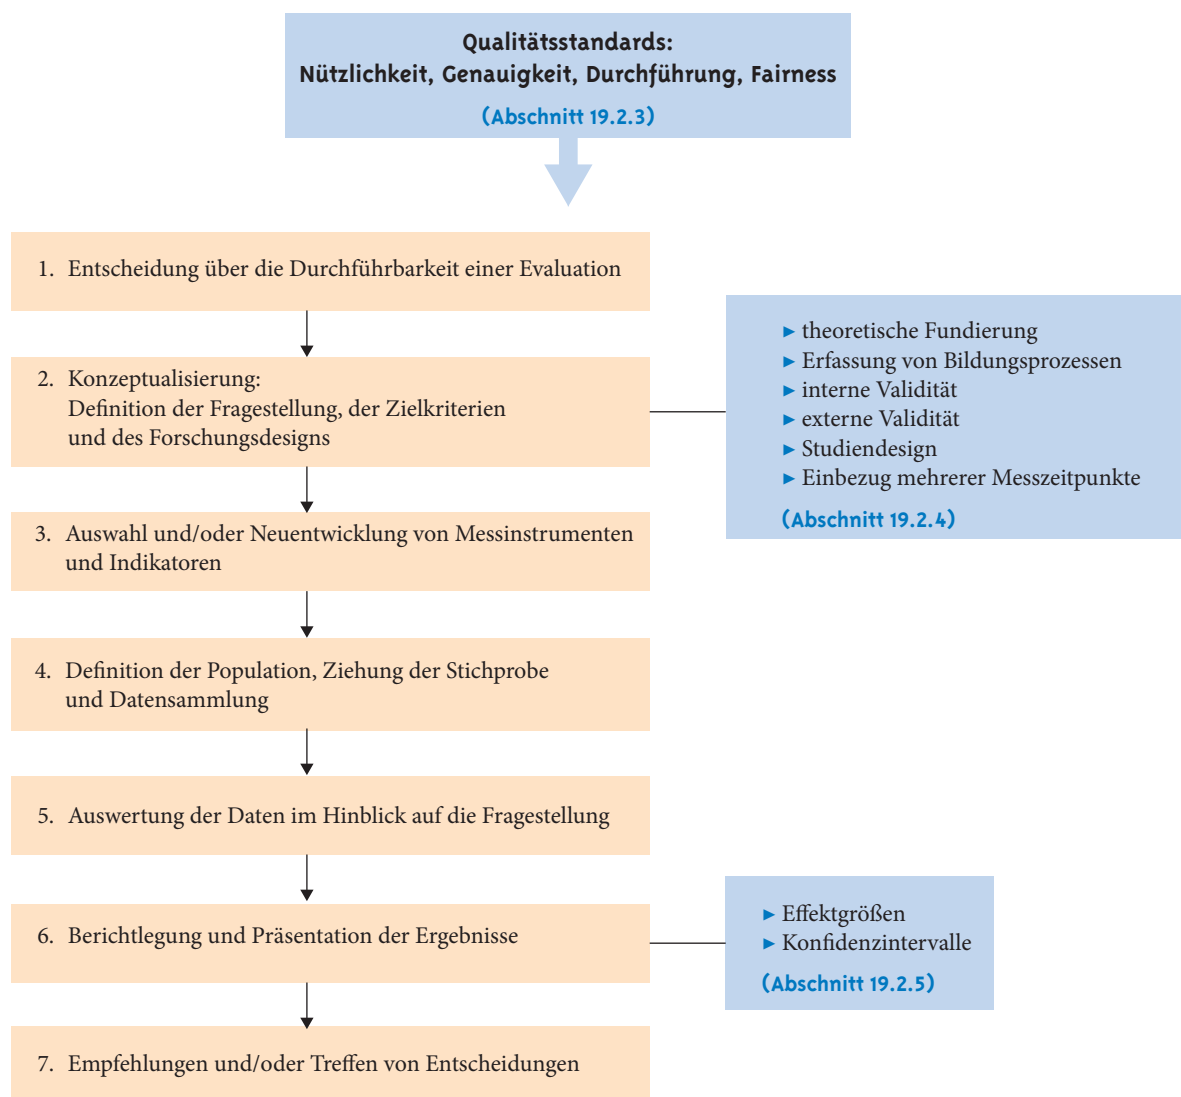 Qualitätsstandards:
Nützlichkeit, Genauigkeit, Durchführung, Fairness
(Abschnitt 19.2.3)
1. Entscheidung über die Durchführbarkeit einer Evaluation
2. Konzeptualisierung:
Definition der Fragestellung, der Zielkriterien
und des Forschungsdesigns
► theoretische Fundierung
► Erfassung von Bildungsprozessen
► interne Validität
► externe Validität
► Studiendesign
► Einbezug mehrerer Messzeitpunkte
(Abschnitt 19.2.4)
3. Auswahl und/oder Neuentwicklung von Messinstrumenten
und Indikatoren
4. Definition der Population, Ziehung der Stichprobe
und Datensammlung
5. Auswertung der Daten im Hinblick auf die Fragestellung
6. Berichtlegung und Präsentation der Ergebnisse
► Effektgrößen
► Konfidenzintervalle
(Abschnitt 19.2.5)
7. Empfehlungen und/oder Treffen von Entscheidungen